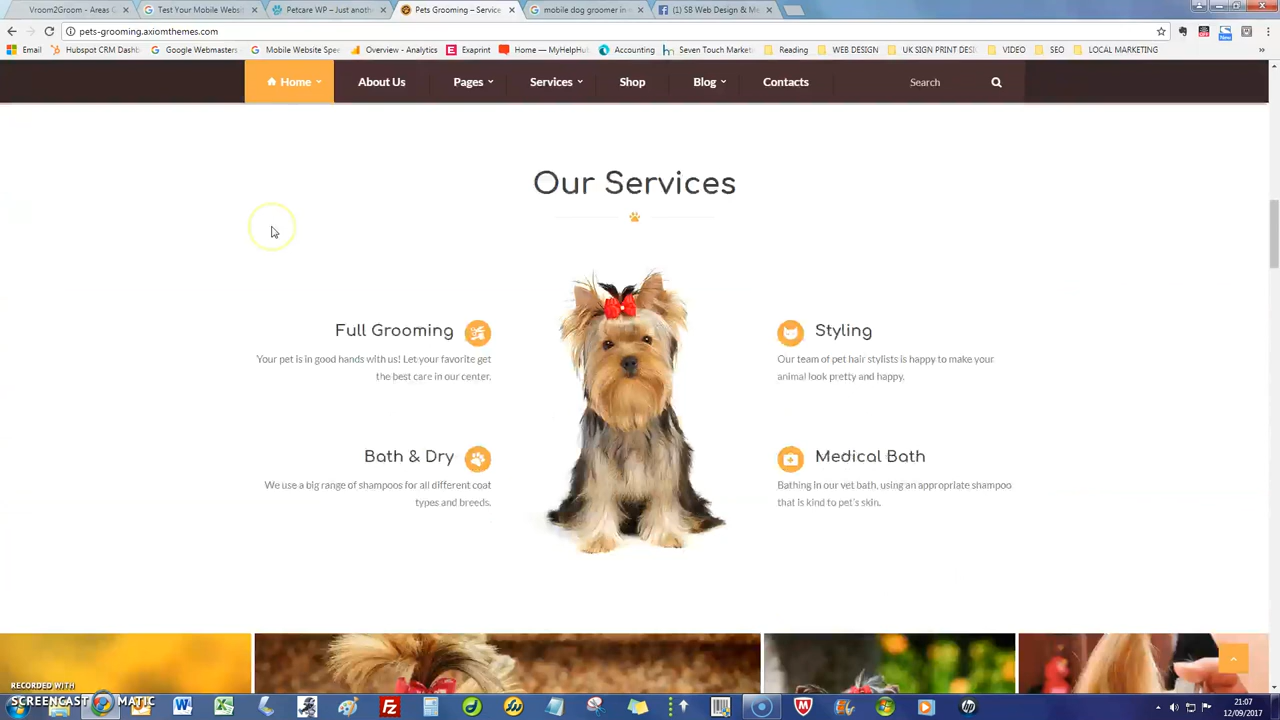 Vroom2Groom - Areas G
Test Your Mobile Websi
Petcare WP – Just anoth
Pets Grooming – Service
mobile dog groomer in
(1) SB Web Design & Me
pets-grooming.axiomthemes.com
Email
Hubspot CRM Dashb
Google Webmasters
Mobile Website Spee
Overview - Analytics
Exaprint
Home — MyHelpHub
Accounting
Seven Touch Market
Reading
WEB DESIGN
UK SIGN PRINT DESI
VIDEO
SEO
LOCAL MARKETING
Home
About Us
Pages
Services
Shop
Blog
Contacts
Search
Our Services
Full Grooming
Your pet is in good hands with us! Let your favorite get
the best care in our center.
Styling
Our team of pet hair stylists is happy to make your
animal look pretty and happy.
Bath & Dry
We use a big range of shampoos for all different coat
types and breeds.
Medical Bath
Bathing in our vet bath, using an appropriate shampoo
that is kind to pet's skin.
RECORDED WITH
SCREENCAST MATIC
21:07
12/09/2017